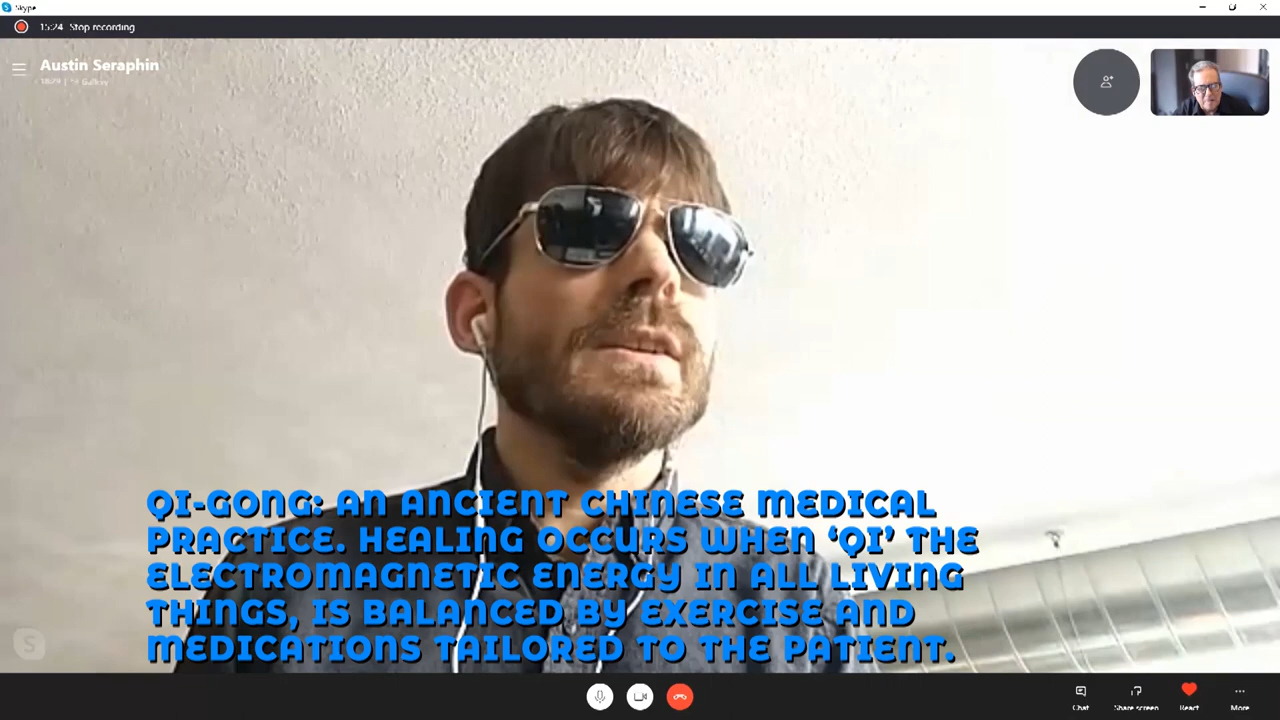 Skype
15:24 Stop recording
Austin Seraphin
QI-GONG: AN ANCIENT CHINESE MEDICAL
PRACTICE. HEALING OCCURS WHEN ‘QI’ THE
ELECTROMAGNETIC ENERGY IN ALL LIVING
THINGS, IS BALANCED BY EXERCISE AND
MEDICATIONS TAILORED TO THE PATIENT.
S
Chat Share screen React More